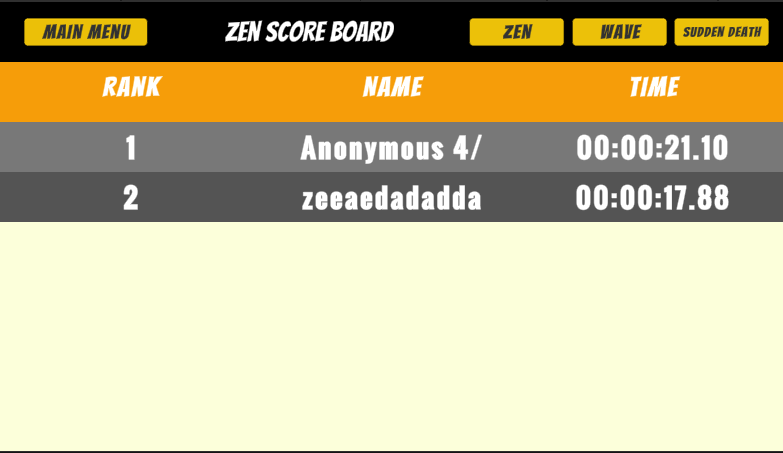 MAIN MENU ZEN SCORE BOARD ZEN WAVE SUDDEN DEATH
RANK NAME TIME
1 Anonymous 4/ 00:00:21.10
2 zeeaedadadda 00:00:17.88